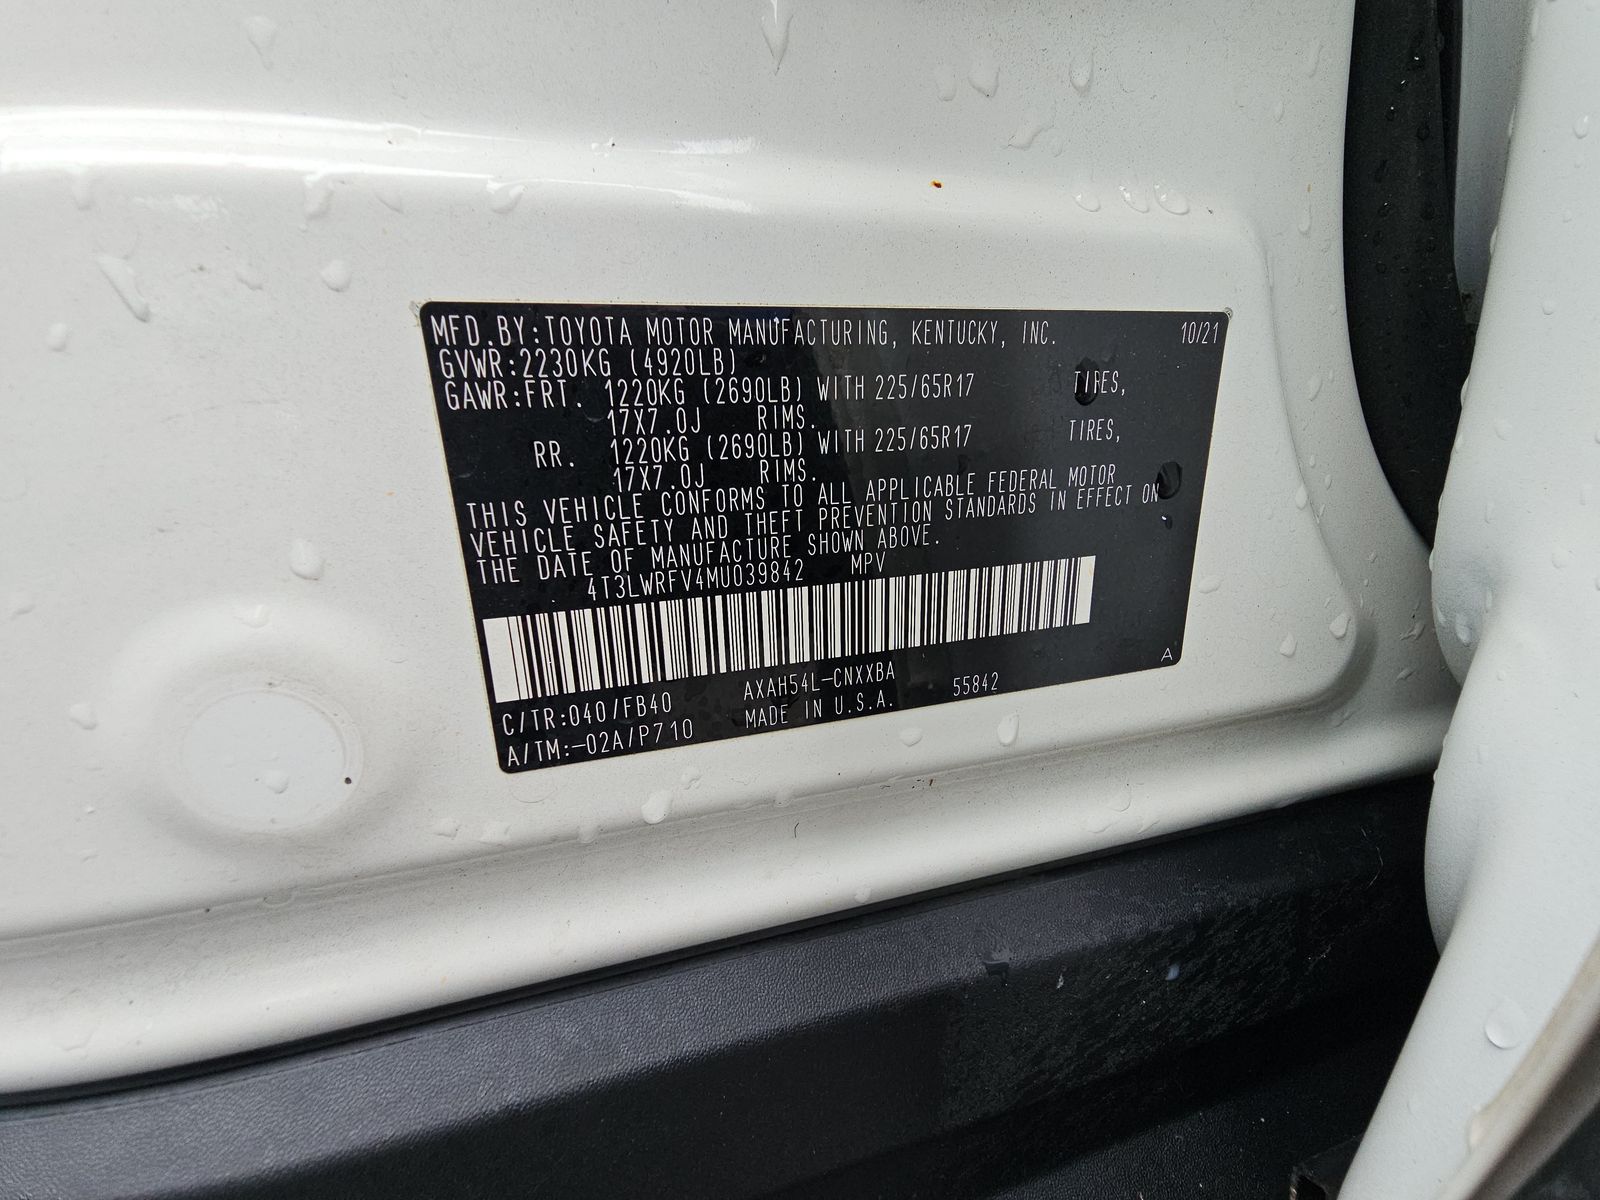 MFD.BY:TOYOTA MOTOR MANUFACTURING, KENTUCKY, INC. 10/21
GVWR:2230KG (4920LB)
GAWR:FRT. 1220KG (2690LB) WITH 225/65R17 TIRES,
17X7.0J RIMS.
RR. 1220KG (2690LB) WITH 225/65R17 TIRES,
17X7.0J RIMS.
THIS VEHICLE CONFORMS TO ALL APPLICABLE FEDERAL MOTOR
VEHICLE SAFETY AND THEFT PREVENTION STANDARDS IN EFFECT ON
THE DATE OF MANUFACTURE SHOWN ABOVE.
4T3LWRFV4MU039842 MPV
A
C/TR:040/FB40 AXAH54L-CNXXBA 55842
A/TM:-02A/P710 MADE IN U.S.A.